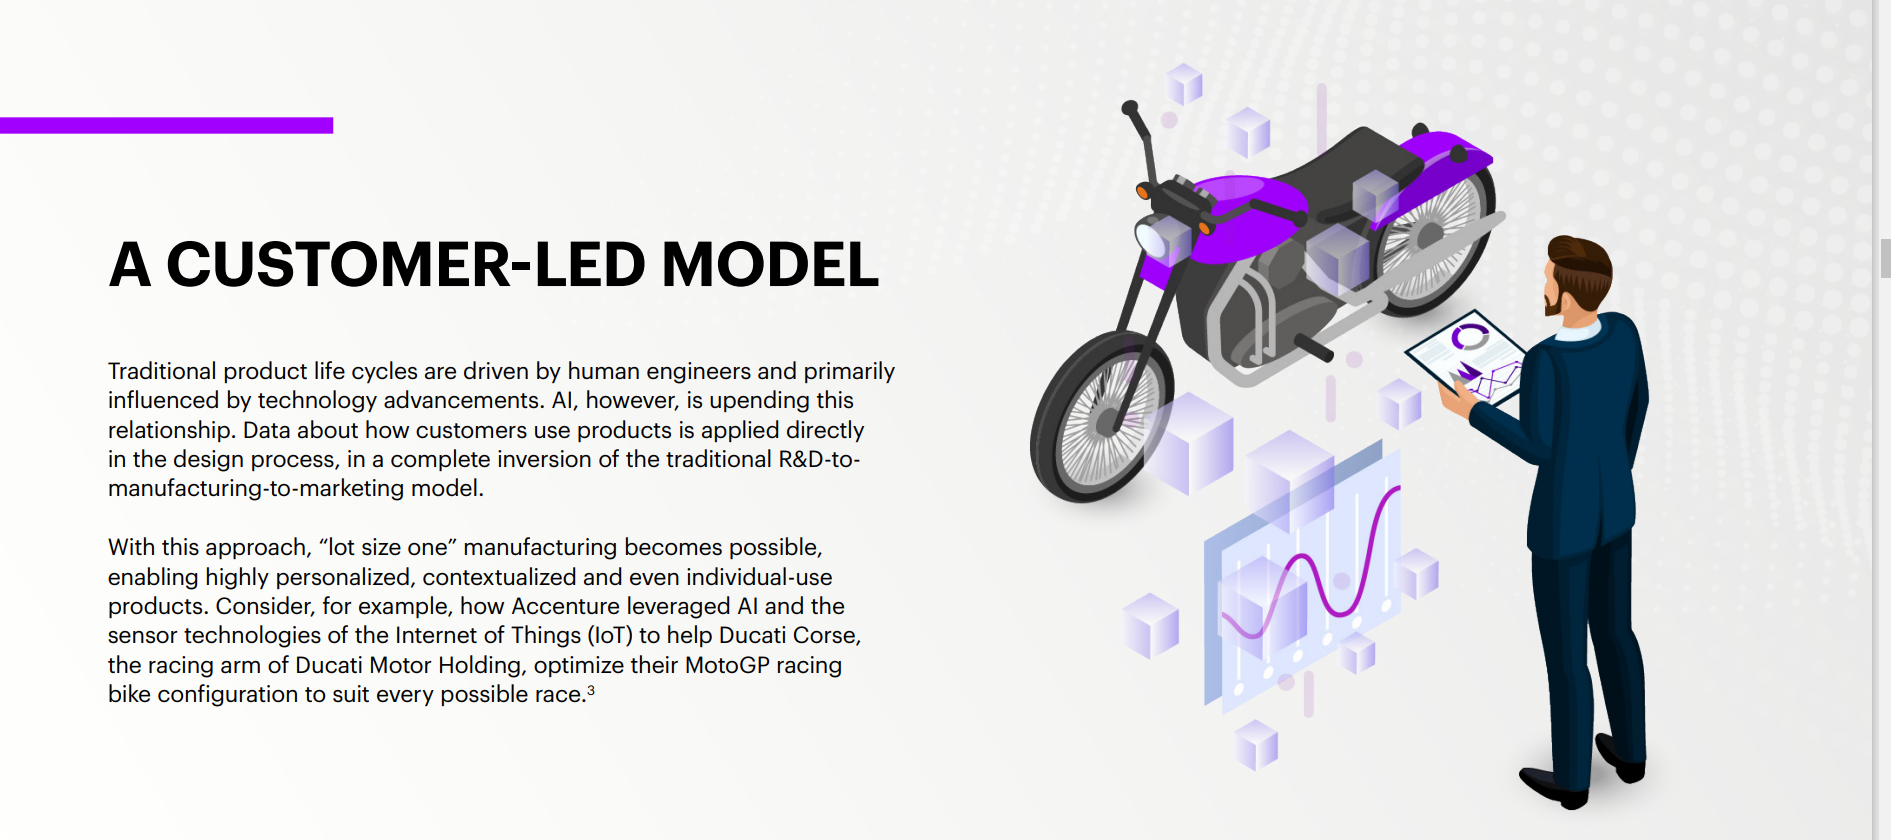 A CUSTOMER-LED MODEL
Traditional product life cycles are driven by human engineers and primarily
influenced by technology advancements. AI, however, is upending this
relationship. Data about how customers use products is applied directly
in the design process, in a complete inversion of the traditional R&D-to-
manufacturing-to-marketing model.
With this approach, “lot size one” manufacturing becomes possible,
enabling highly personalized, contextualized and even individual-use
products. Consider, for example, how Accenture leveraged AI and the
sensor technologies of the Internet of Things (IoT) to help Ducati Corse,
the racing arm of Ducati Motor Holding, optimize their MotoGP racing
bike configuration to suit every possible race.³